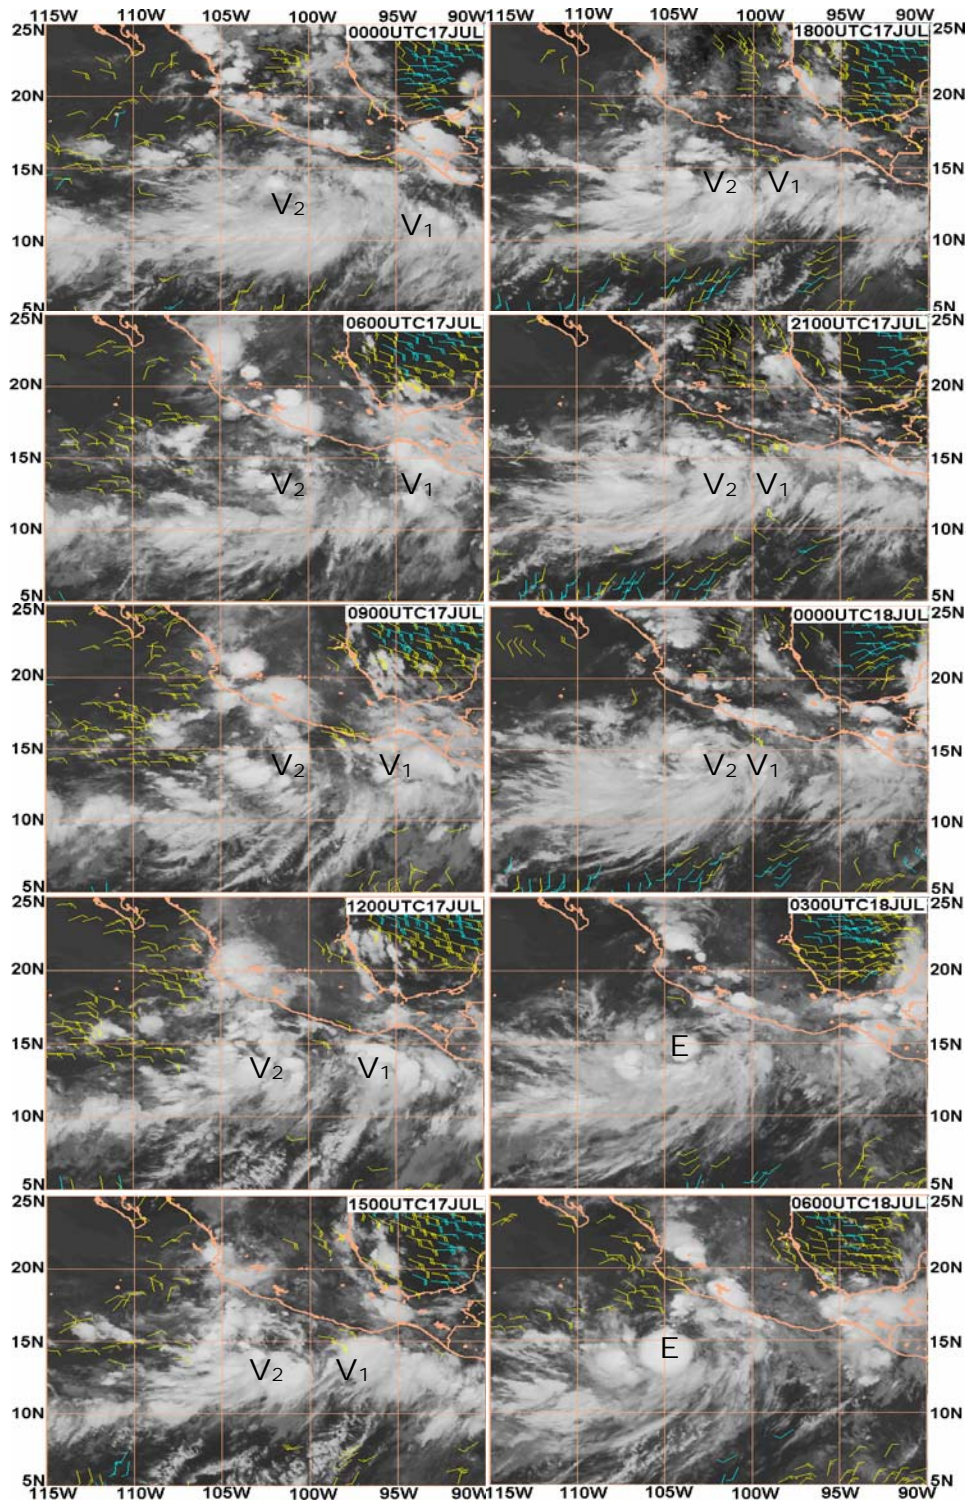 115W 110W 105W 100W 95W 90W 115W 110W 105W 100W 95W 90W
25N 0000UTC17JUL 1800UTC17JUL 25N
20N 20N
15N V2 V1 V2 V1 15N
10N 10N
5N 5N
25N 0600UTC17JUL 2100UTC17JUL 25N
20N 20N
15N V2 V1 V2 V1 15N
10N 10N
5N 5N
25N 0900UTC17JUL 0000UTC18JUL 25N
20N 20N
15N V2 V1 V2 V1 15N
10N 10N
5N 5N
25N 1200UTC17JUL 0300UTC18JUL 25N
20N 20N
15N V2 V1 E 15N
10N 10N
5N 5N
25N 1500UTC17JUL 0600UTC18JUL 25N
20N 20N
15N V2 V1 E 15N
10N 10N
5N 5N
115W 110W 105W 100W 95W 90W 115W 110W 105W 100W 95W 90W